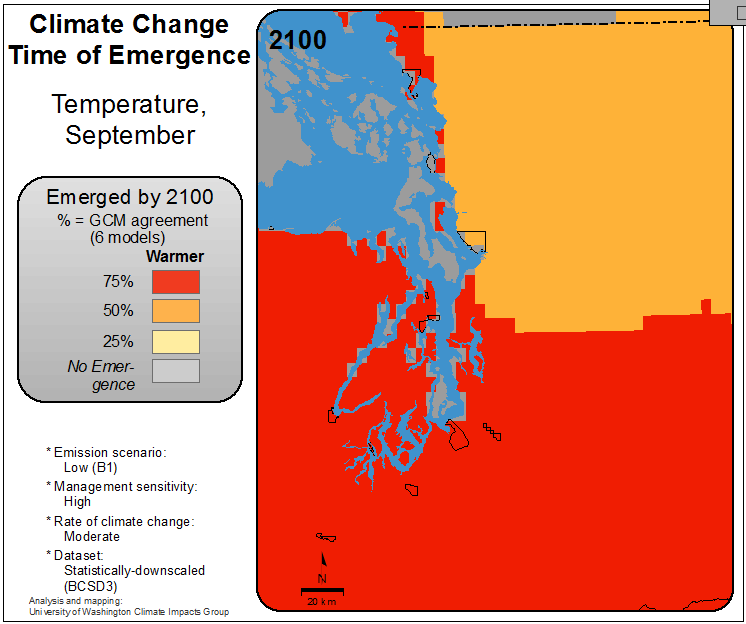 Climate Change
Time of Emergence
Temperature,
September
Emerged by 2100
% = GCM agreement
(6 models)
Warmer
75%
50%
25%
No Emer-
gence
* Emission scenario:
Low (B1)
* Management sensitivity:
High
* Rate of climate change:
Moderate
* Dataset:
Statistically-downscaled
(BCSD3)
Analysis and mapping:
University of Washington Climate Impacts Group
2100
N
20 km